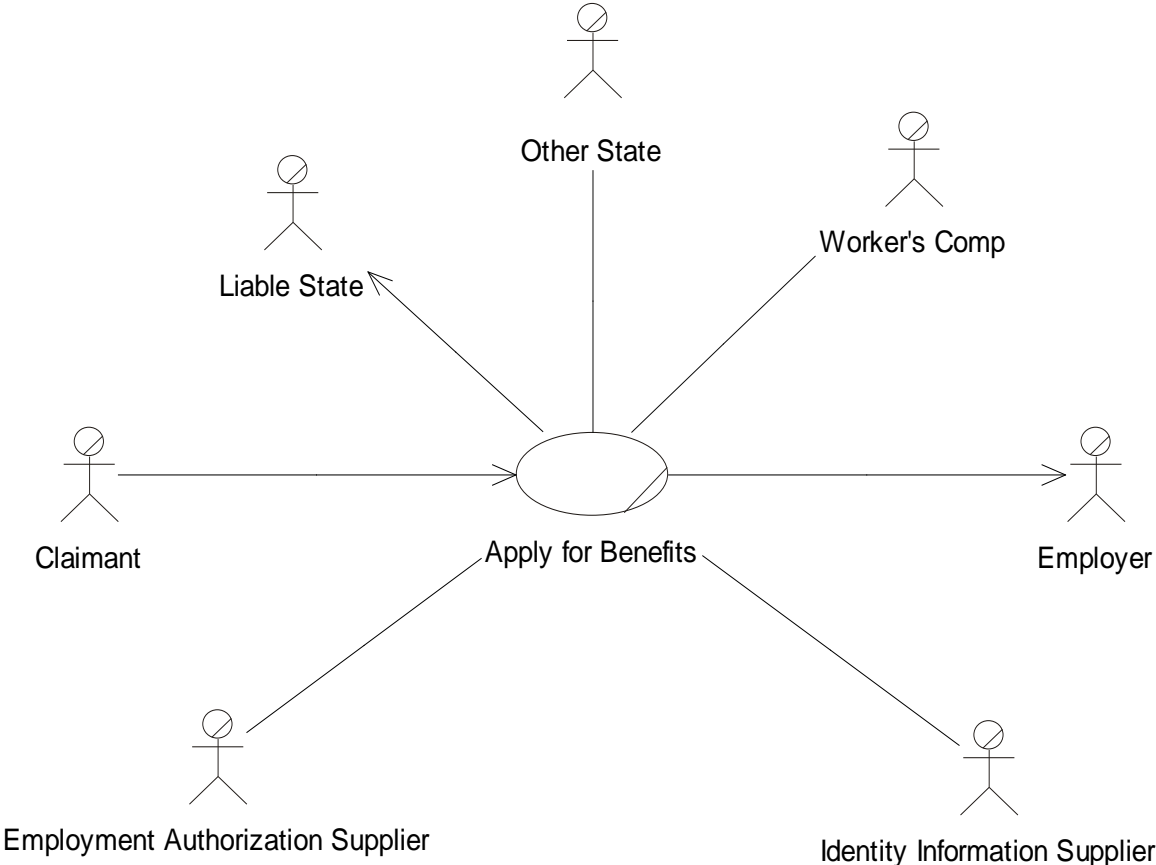 Other State
Worker's Comp
Liable State
Claimant
Apply for Benefits
Employer
Employment Authorization Supplier
Identity Information Supplier